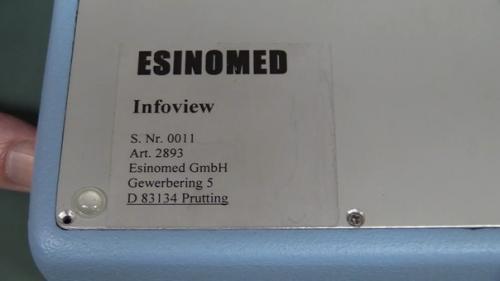 ESINOMED
Infoview
S. Nr. 0011
Art. 2893
Esinomed GmbH
Gewerbering 5
D 83134 Prutting